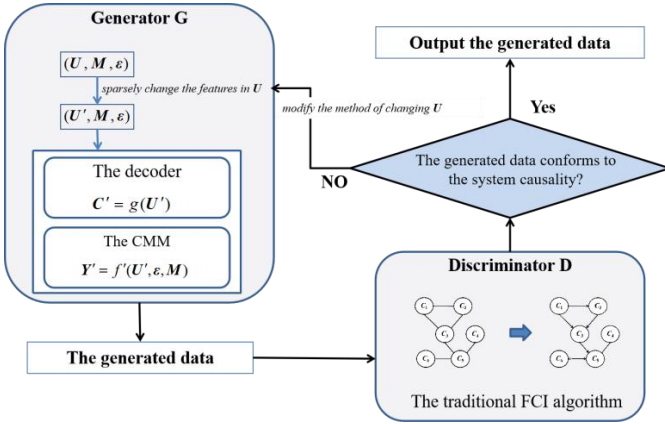 Generator G
(U, M, ε)
sparsely change the features in U
(U', M, ε)
The decoder
C' = g(U')
The CMM
Y' = f'(U', ε, M)
The generated data
Output the generated data
Yes
modify the method of changing U
NO
The generated data conforms to
the system causality?
Discriminator D
C₁ C₂
C₃ C₄
C₅
C₁ C₂
C₃ C₄
C₅
The traditional FCI algorithm